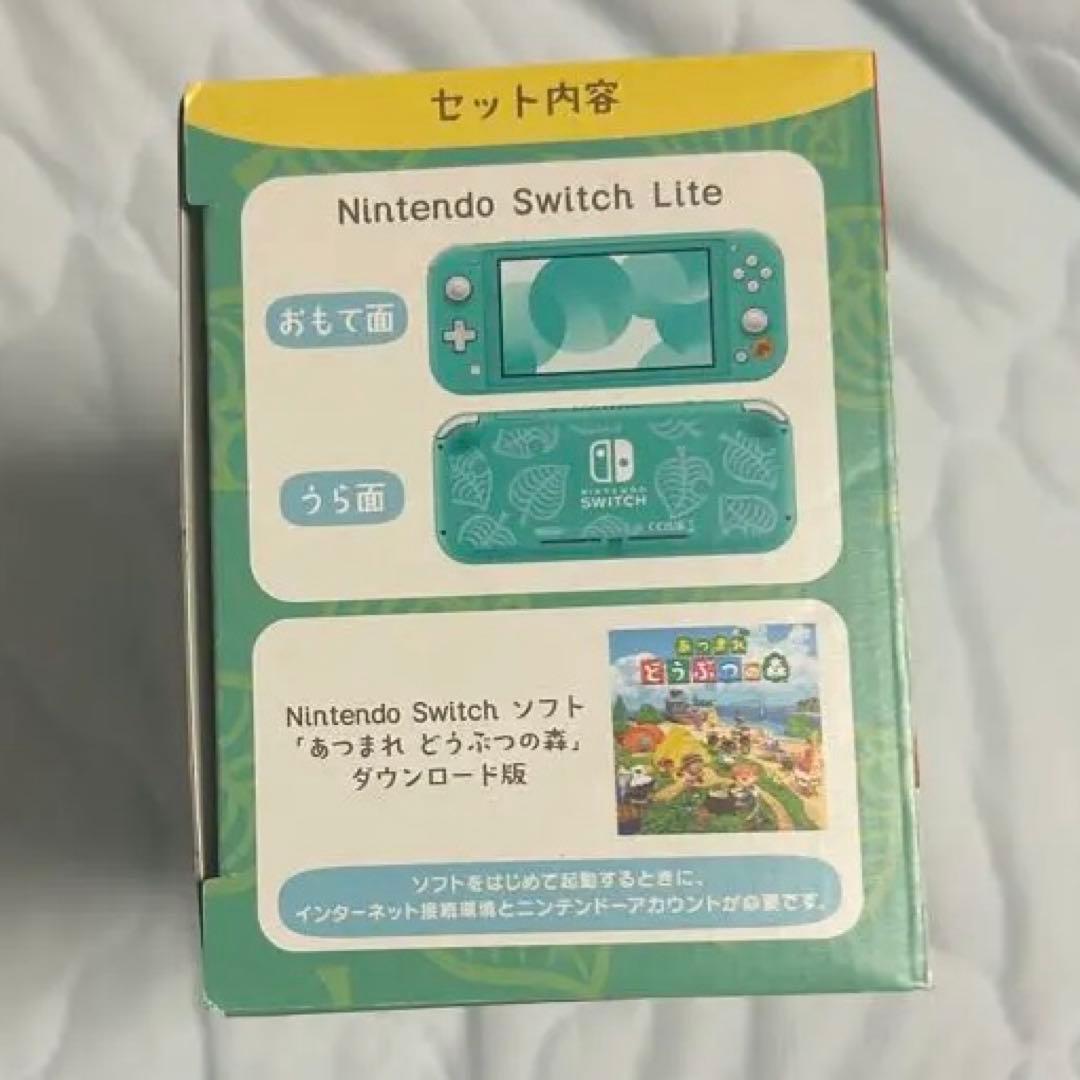 セット内容
Nintendo Switch Lite
おもて面
うら面
NINTENDO
SWITCH
Nintendo Switch ソフト
「あつまれ どうぶつの森」
ダウンロード版
あつまれ
どうぶつの森
ソフトをはじめて起動するときに、
インターネット接続環境とニンテンドーアカウントが必要です。